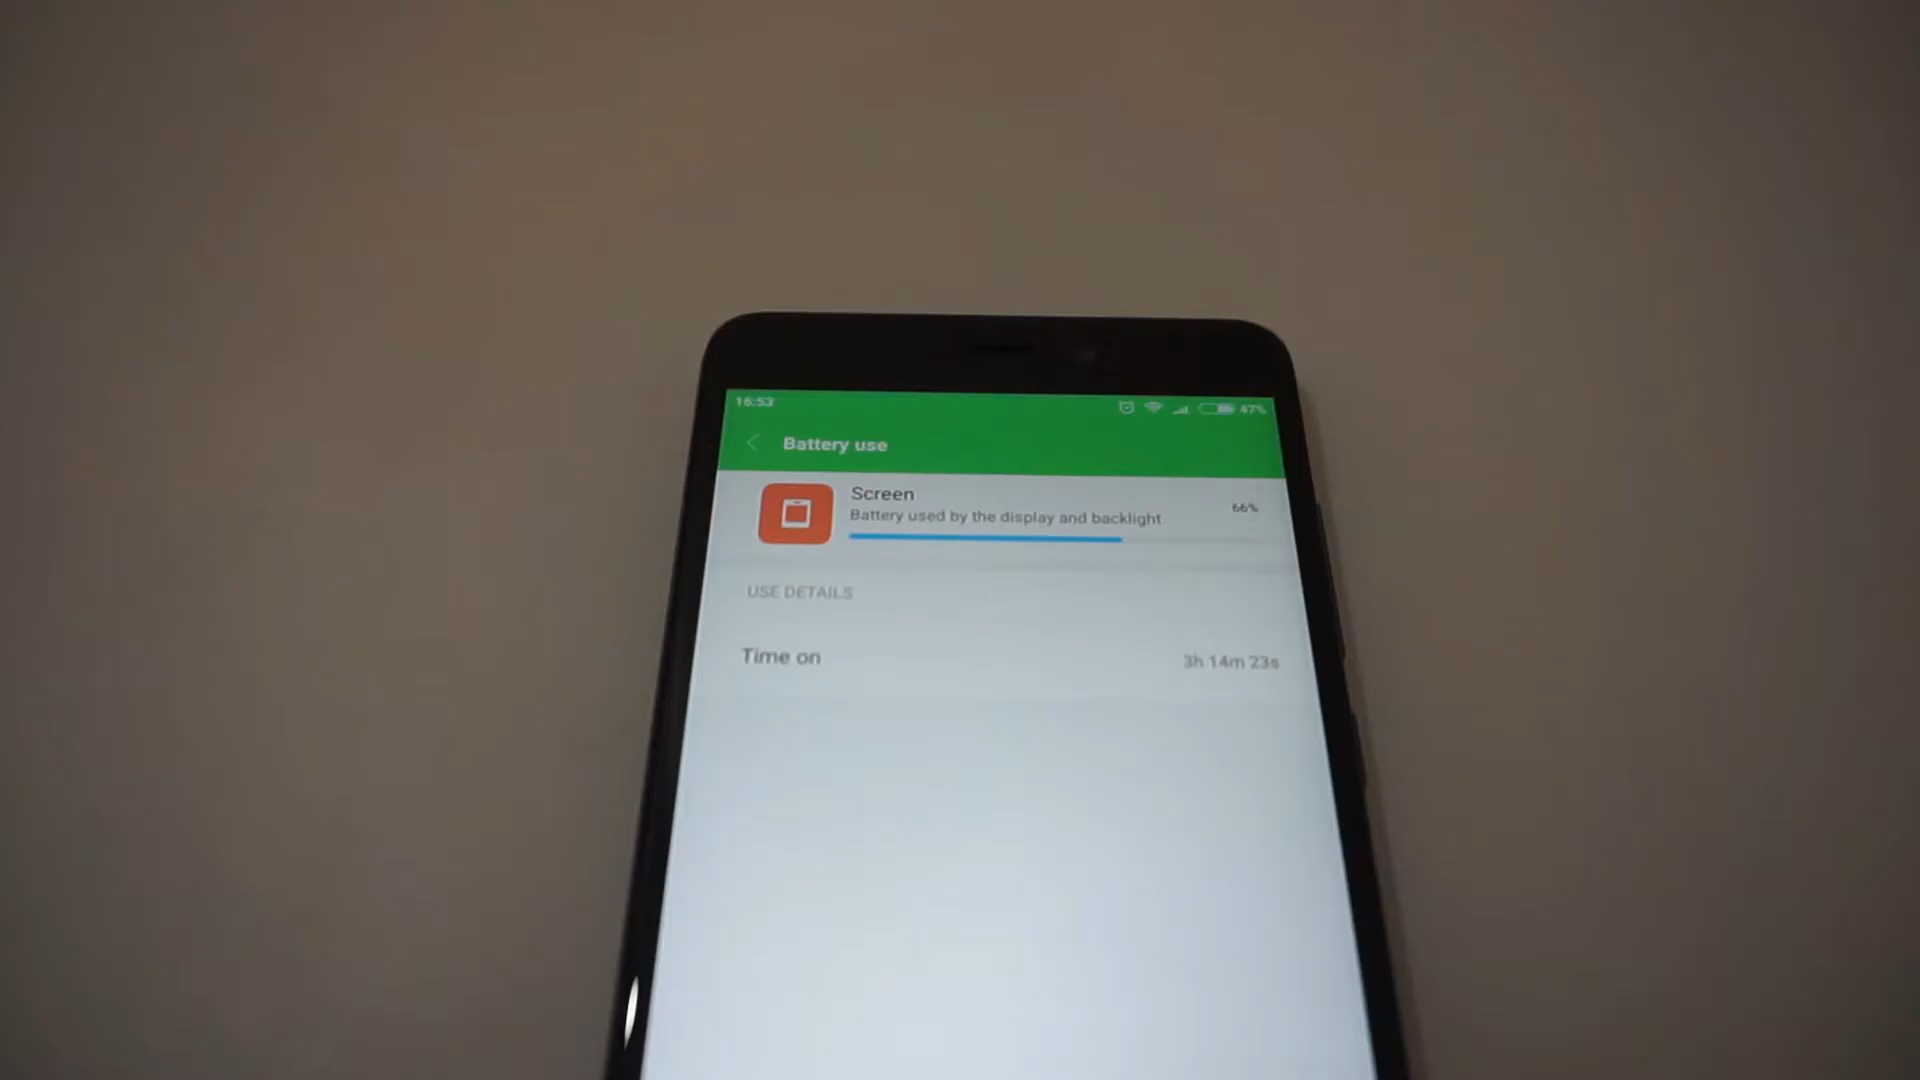 16:53 47%
Battery use
Screen
66%
Battery used by the display and backlight
USE DETAILS
Time on 3h 14m 23s